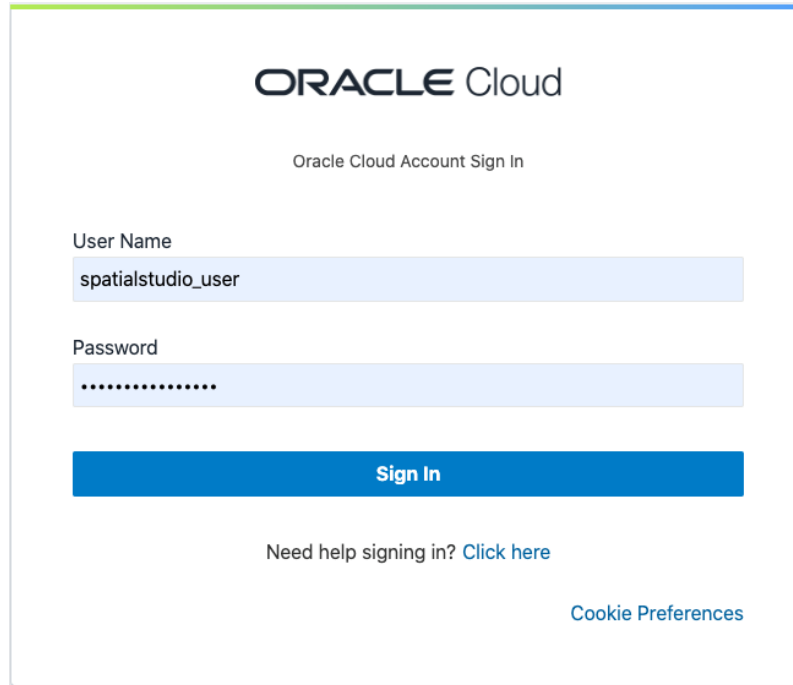 ORACLE Cloud
Oracle Cloud Account Sign In
User Name
spatialstudio_user
Password
••••••••••••••••
Sign In
Need help signing in? Click here
Cookie Preferences